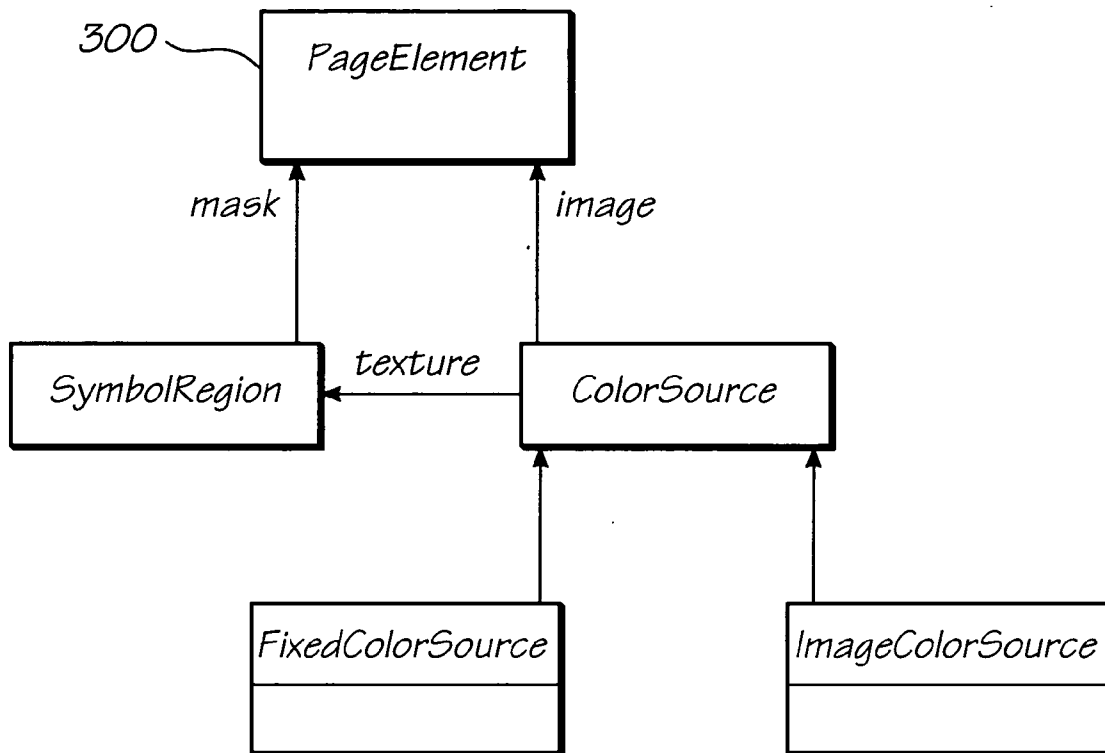 300
PageElement
mask
image
SymbolRegion
texture
ColorSource
FixedColorSource
ImageColorSource